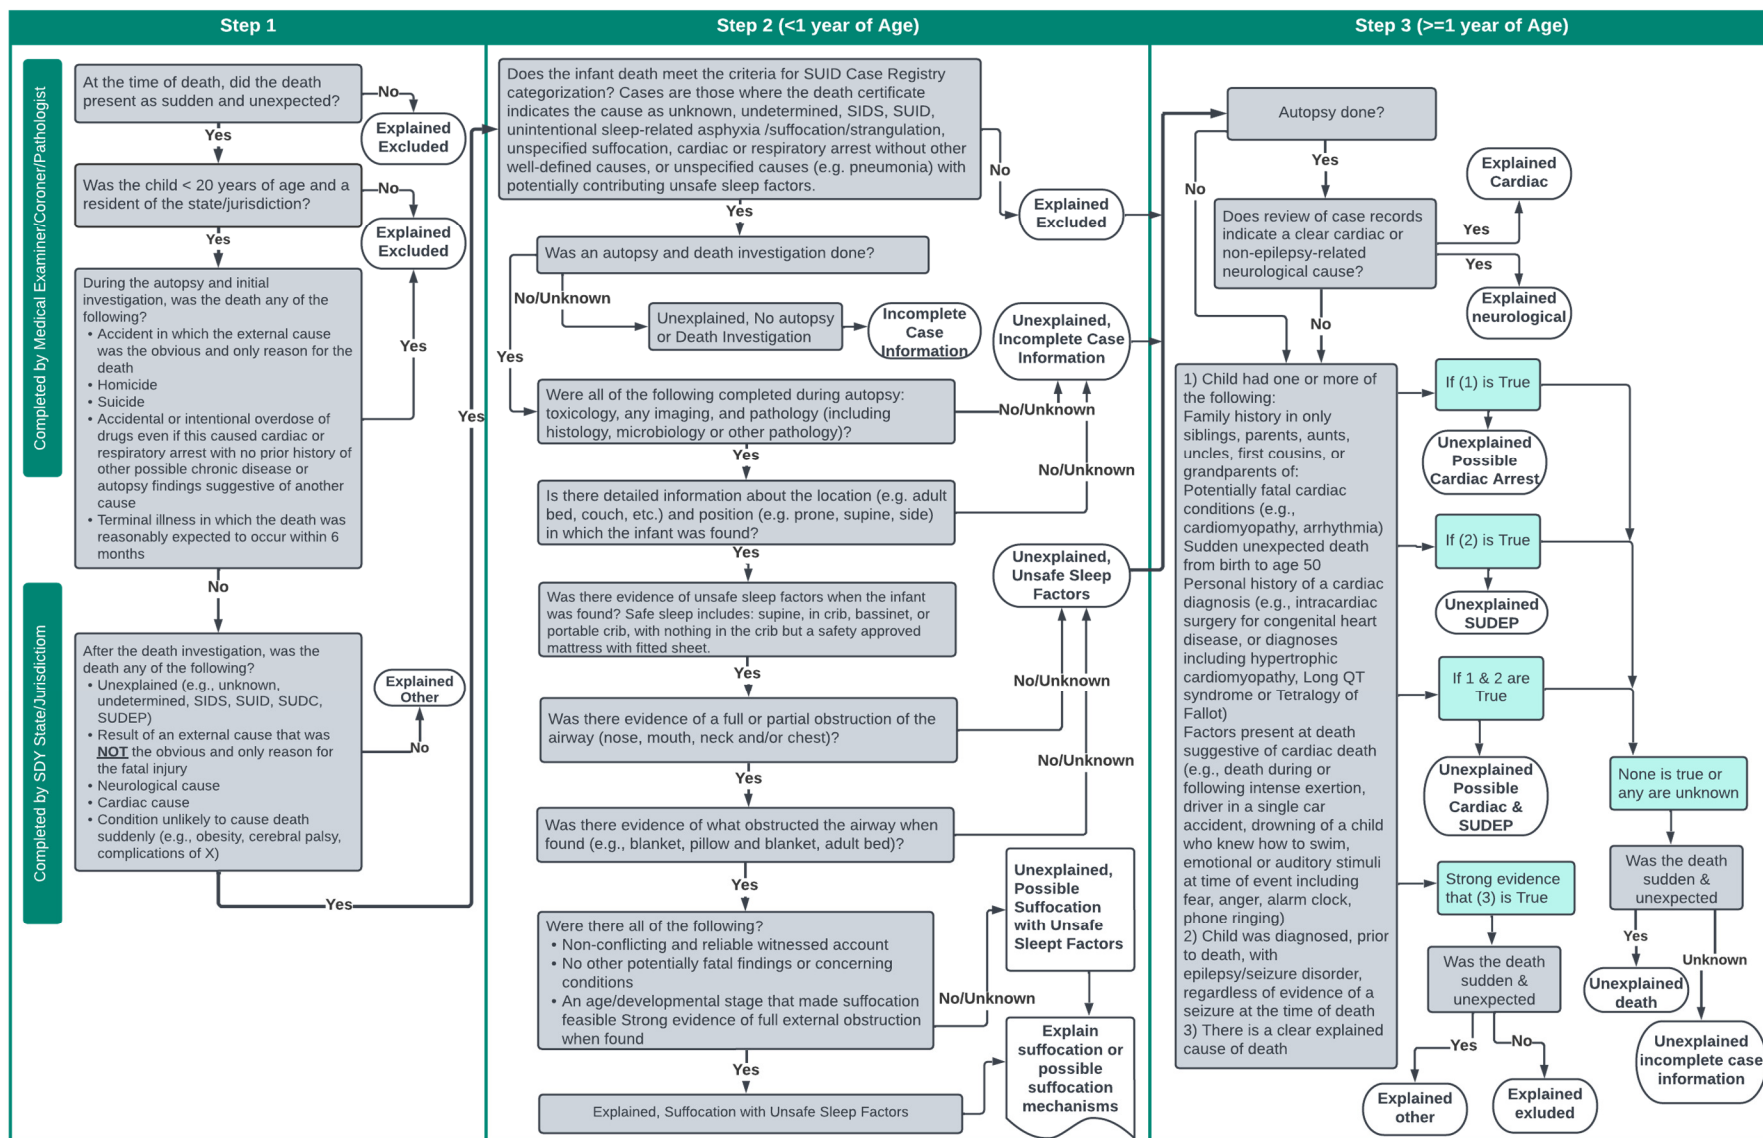 Step 1
Step 2 (<1 year of Age)
Step 3 (>=1 year of Age)
Completed by Medical Examiner/Coroner/Pathologist
At the time of death, did the death
present as sudden and unexpected?
No
Explained
Excluded
Yes
Was the child < 20 years of age and a
resident of the state/jurisdiction?
No
Explained
Excluded
Yes
During the autopsy and initial
investigation, was the death any of the
following?
• Accident in which the external cause
was the obvious and only reason for the
death
• Homicide
• Suicide
• Accidental or intentional overdose of
drugs even if this caused cardiac or
respiratory arrest with no prior history of
other possible chronic disease or
autopsy findings suggestive of another
cause
• Terminal illness in which the death was
reasonably expected to occur within 6
months
Yes
No
Completed by SDY State/Jurisdictiom
After the death investigation, was the
death any of the following?
• Unexplained (e.g., unknown,
undetermined, SIDS, SUID, SUDC,
SUDEP)
• Result of an external cause that was
NOT the obvious and only reason for
the fatal injury
• Neurological cause
• Cardiac cause
• Condition unlikely to cause death
suddenly (e.g., obesity, cerebral palsy,
complications of X)
Explained
Other
No
Yes
Yes
Does the infant death meet the criteria for SUID Case Registry
categorization? Cases are those where the death certificate
indicates the cause as unknown, undetermined, SIDS, SUID,
unintentional sleep-related asphyxia /suffocation/strangulation,
unspecified suffocation, cardiac or respiratory arrest without other
well-defined causes, or unspecified causes (e.g. pneumonia) with
potentially contributing unsafe sleep factors.
No
Explained
Excluded
Yes
Was an autopsy and death investigation done?
No/Unknown
Unexplained, No autopsy
or Death Investigation
Incomplete
Case
Information
Unexplained,
Incomplete Case
Information
Yes
Were all of the following completed during autopsy:
toxicology, any imaging, and pathology (including
histology, microbiology or other pathology)?
No/Unknown
Yes
Is there detailed information about the location (e.g. adult
bed, couch, etc.) and position (e.g. prone, supine, side)
in which the infant was found?
No/Unknown
Yes
Was there evidence of unsafe sleep factors when the infant
was found? Safe sleep includes: supine, in crib, bassinet, or
portable crib, with nothing in the crib but a safety approved
mattress with fitted sheet.
Unexplained,
Unsafe Sleep
Factors
Yes
Was there evidence of a full or partial obstruction of the
airway (nose, mouth, neck and/or chest)?
No/Unknown
Yes
Was there evidence of what obstructed the airway when
found (e.g., blanket, pillow and blanket, adult bed)?
No/Unknown
Yes
Were there all of the following?
• Non-conflicting and reliable witnessed account
• No other potentially fatal findings or concerning
conditions
• An age/developmental stage that made suffocation
feasible Strong evidence of full external obstruction
when found
No/Unknown
Unexplained,
Possible
Suffocation
with Unsafe
Sleept Factors
Yes
Explained, Suffocation with Unsafe Sleep Factors
Explain
suffocation or
possible
suffocation
mechanisms
Autopsy done?
Yes
No
Does review of case records
indicate a clear cardiac or
non-epilepsy-related
neurological cause?
Yes
Explained
Cardiac
Yes
Explained
neurological
No
1) Child had one or more of
the following:
Family history in only
siblings, parents, aunts,
uncles, first cousins, or
grandparents of:
Potentially fatal cardiac
conditions (e.g.,
cardiomyopathy, arrhythmia)
Sudden unexpected death
from birth to age 50
Personal history of a cardiac
diagnosis (e.g., intracardiac
surgery for congenital heart
disease, or diagnoses
including hypertrophic
cardiomyopathy, Long QT
syndrome or Tetralogy of
Fallot)
Factors present at death
suggestive of cardiac death
(e.g., death during or
following intense exertion,
driver in a single car
accident, drowning of a child
who knew how to swim,
emotional or auditory stimuli
at time of event including
fear, anger, alarm clock,
phone ringing)
2) Child was diagnosed, prior
to death, with
epilepsy/seizure disorder,
regardless of evidence of a
seizure at the time of death
3) There is a clear explained
cause of death
If (1) is True
Unexplained
Possible
Cardiac Arrest
If (2) is True
Unexplained
SUDEP
If 1 & 2 are
True
Unexplained
Possible
Cardiac &
SUDEP
None is true or
any are unknown
Was the death
sudden &
unexpected
Yes
Unexplained
death
Unknown
Unexplained
incomplete case
information
Strong evidence
that (3) is True
Was the death
sudden &
unexpected
Yes
Explained
other
No
Explained
exluded